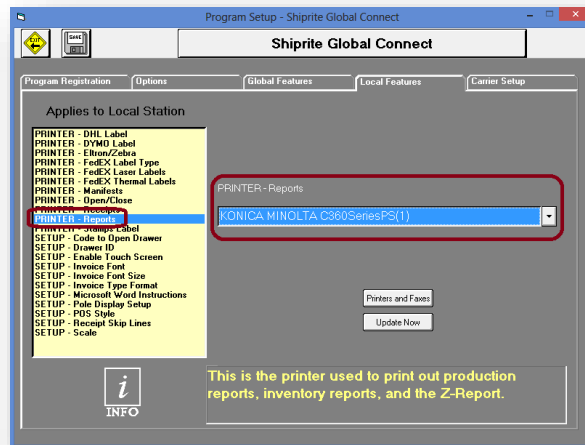 Program Setup - Shiprite Global Connect
EXIT
SAVE
Shiprite Global Connect
Program Registration
Options
Global Features
Local Features
Carrier Setup
Applies to Local Station
PRINTER - DHL Label
PRINTER - DYMO Label
PRINTER - Eltron/Zebra
PRINTER - FedEX Label Type
PRINTER - FedEX Laser Labels
PRINTER - FedEX Thermal Labels
PRINTER - Manifests
PRINTER - Open/Close
PRINTER - Receipts
PRINTER - Reports
PRINTER - Stamps Label
SETUP - Code to Open Drawer
SETUP - Drawer ID
SETUP - Enable Touch Screen
SETUP - Invoice Font
SETUP - Invoice Font Size
SETUP - Invoice Type Format
SETUP - Microsoft Word Instructions
SETUP - Pole Display Setup
SETUP - POS Style
SETUP - Receipt Skip Lines
SETUP - Scale
PRINTER - Reports
KONICA MINOLTA C360SeriesPS(1)
Printers and Faxes
Update Now
i
INFO
This is the printer used to print out production
reports, inventory reports, and the Z-Report.